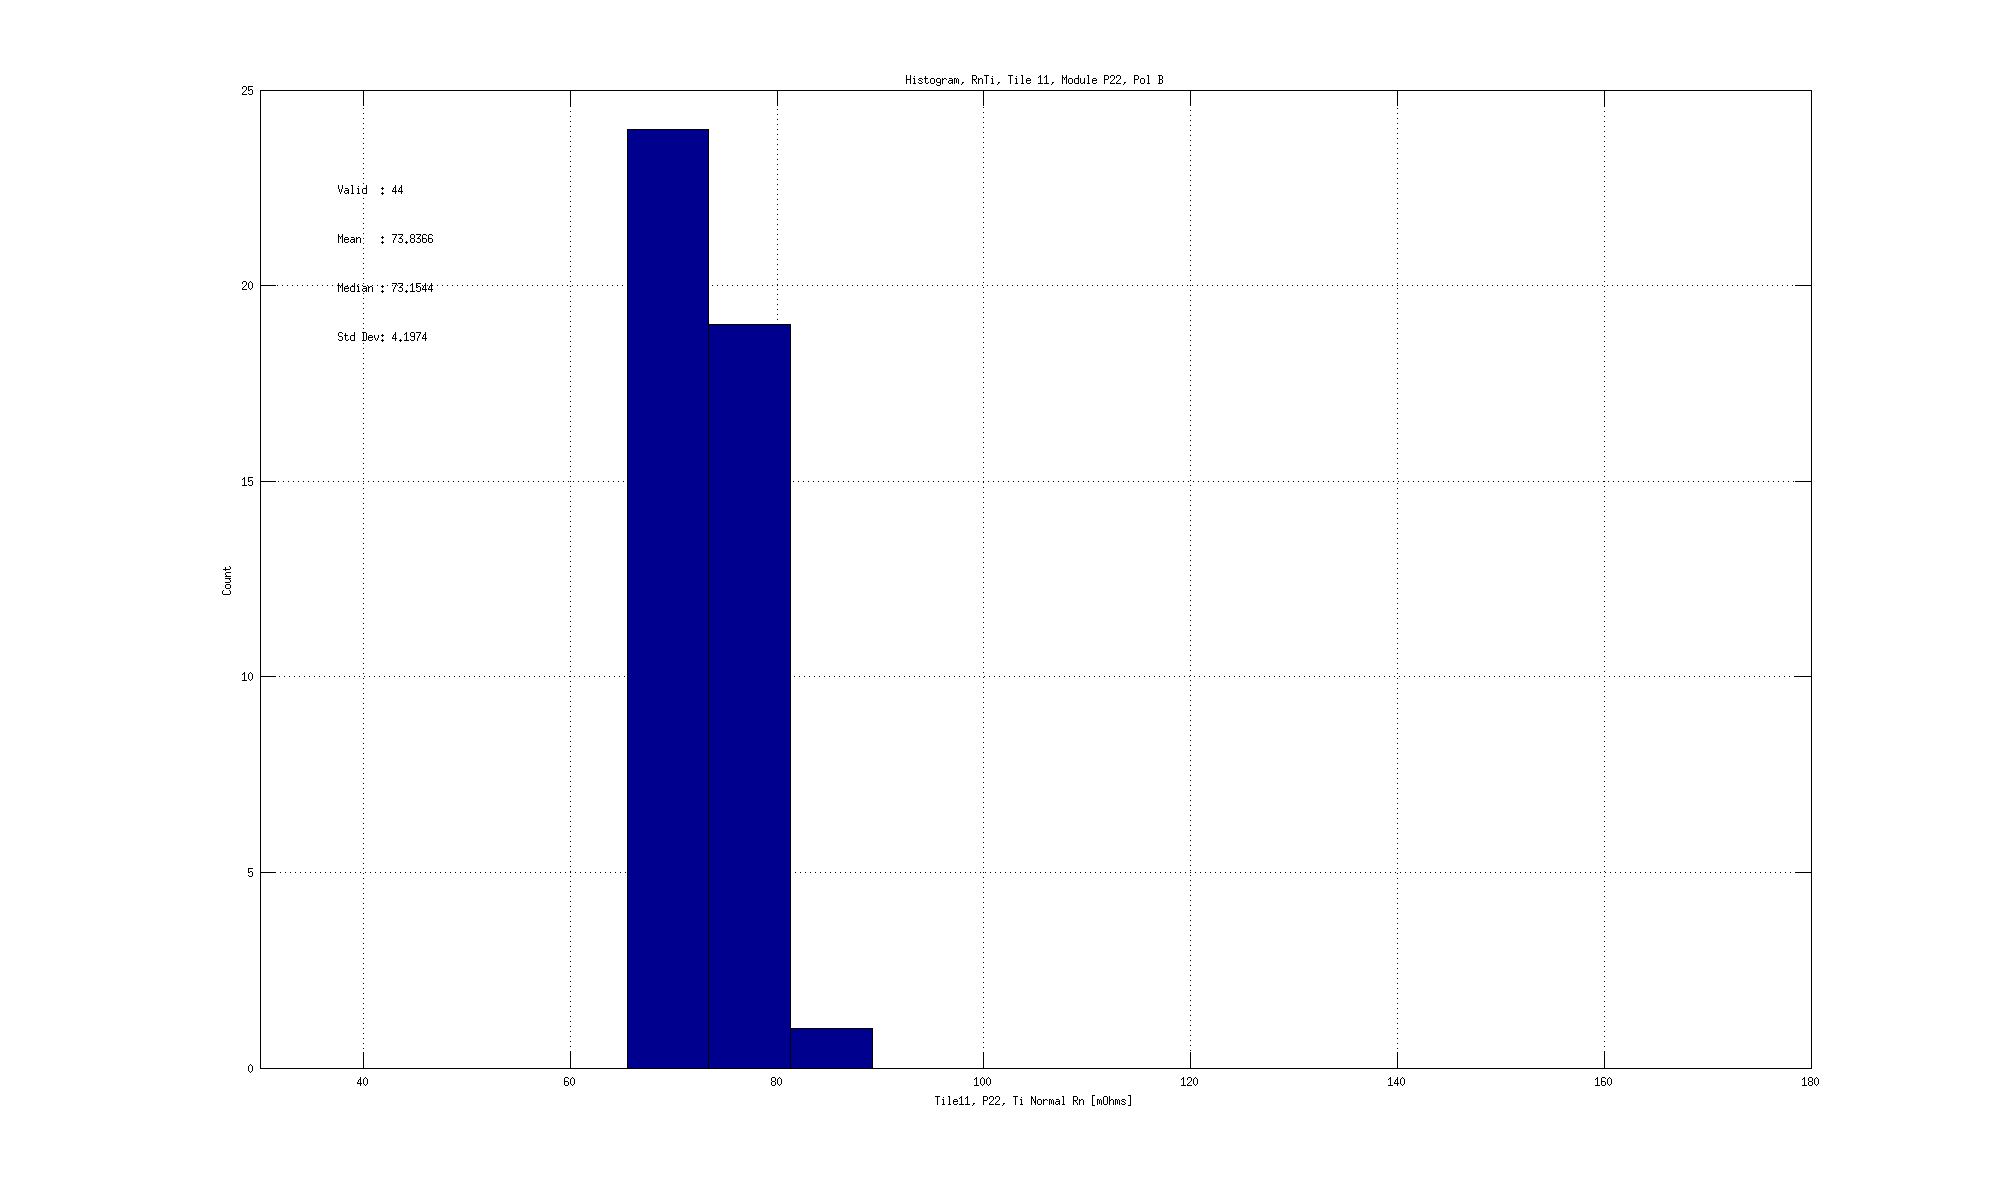 Histogram, RnTi, Tile 11, Module P22, Pol B
25
Valid : 44
Mean : 73.8366
20
Median : 73.1544
Std Dev: 4.1974
15
Count
10
5
0
40 60 80 100 120 140 160 180
Tile11, P22, Ti Normal Rn [mOhms]